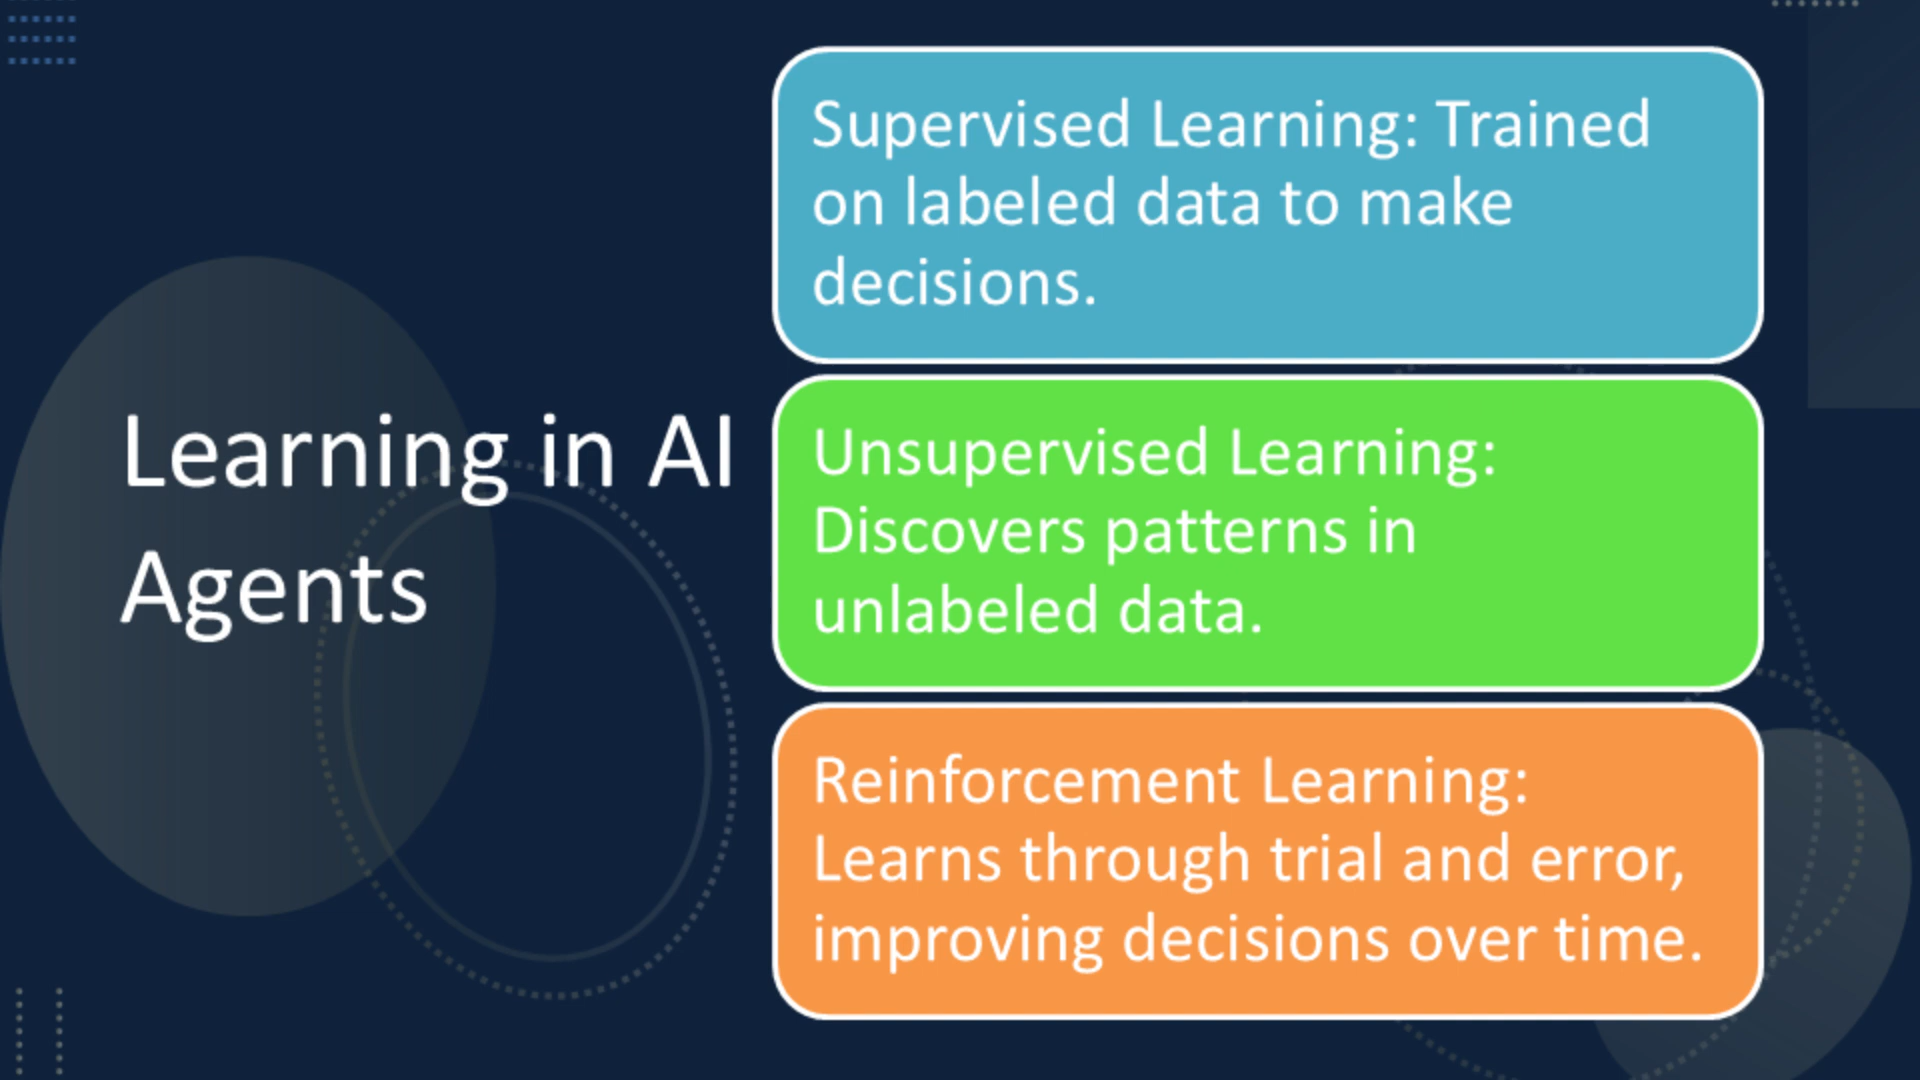 Learning in AI
Agents
Supervised Learning: Trained
on labeled data to make
decisions.
Unsupervised Learning:
Discovers patterns in
unlabeled data.
Reinforcement Learning:
Learns through trial and error,
improving decisions over time.